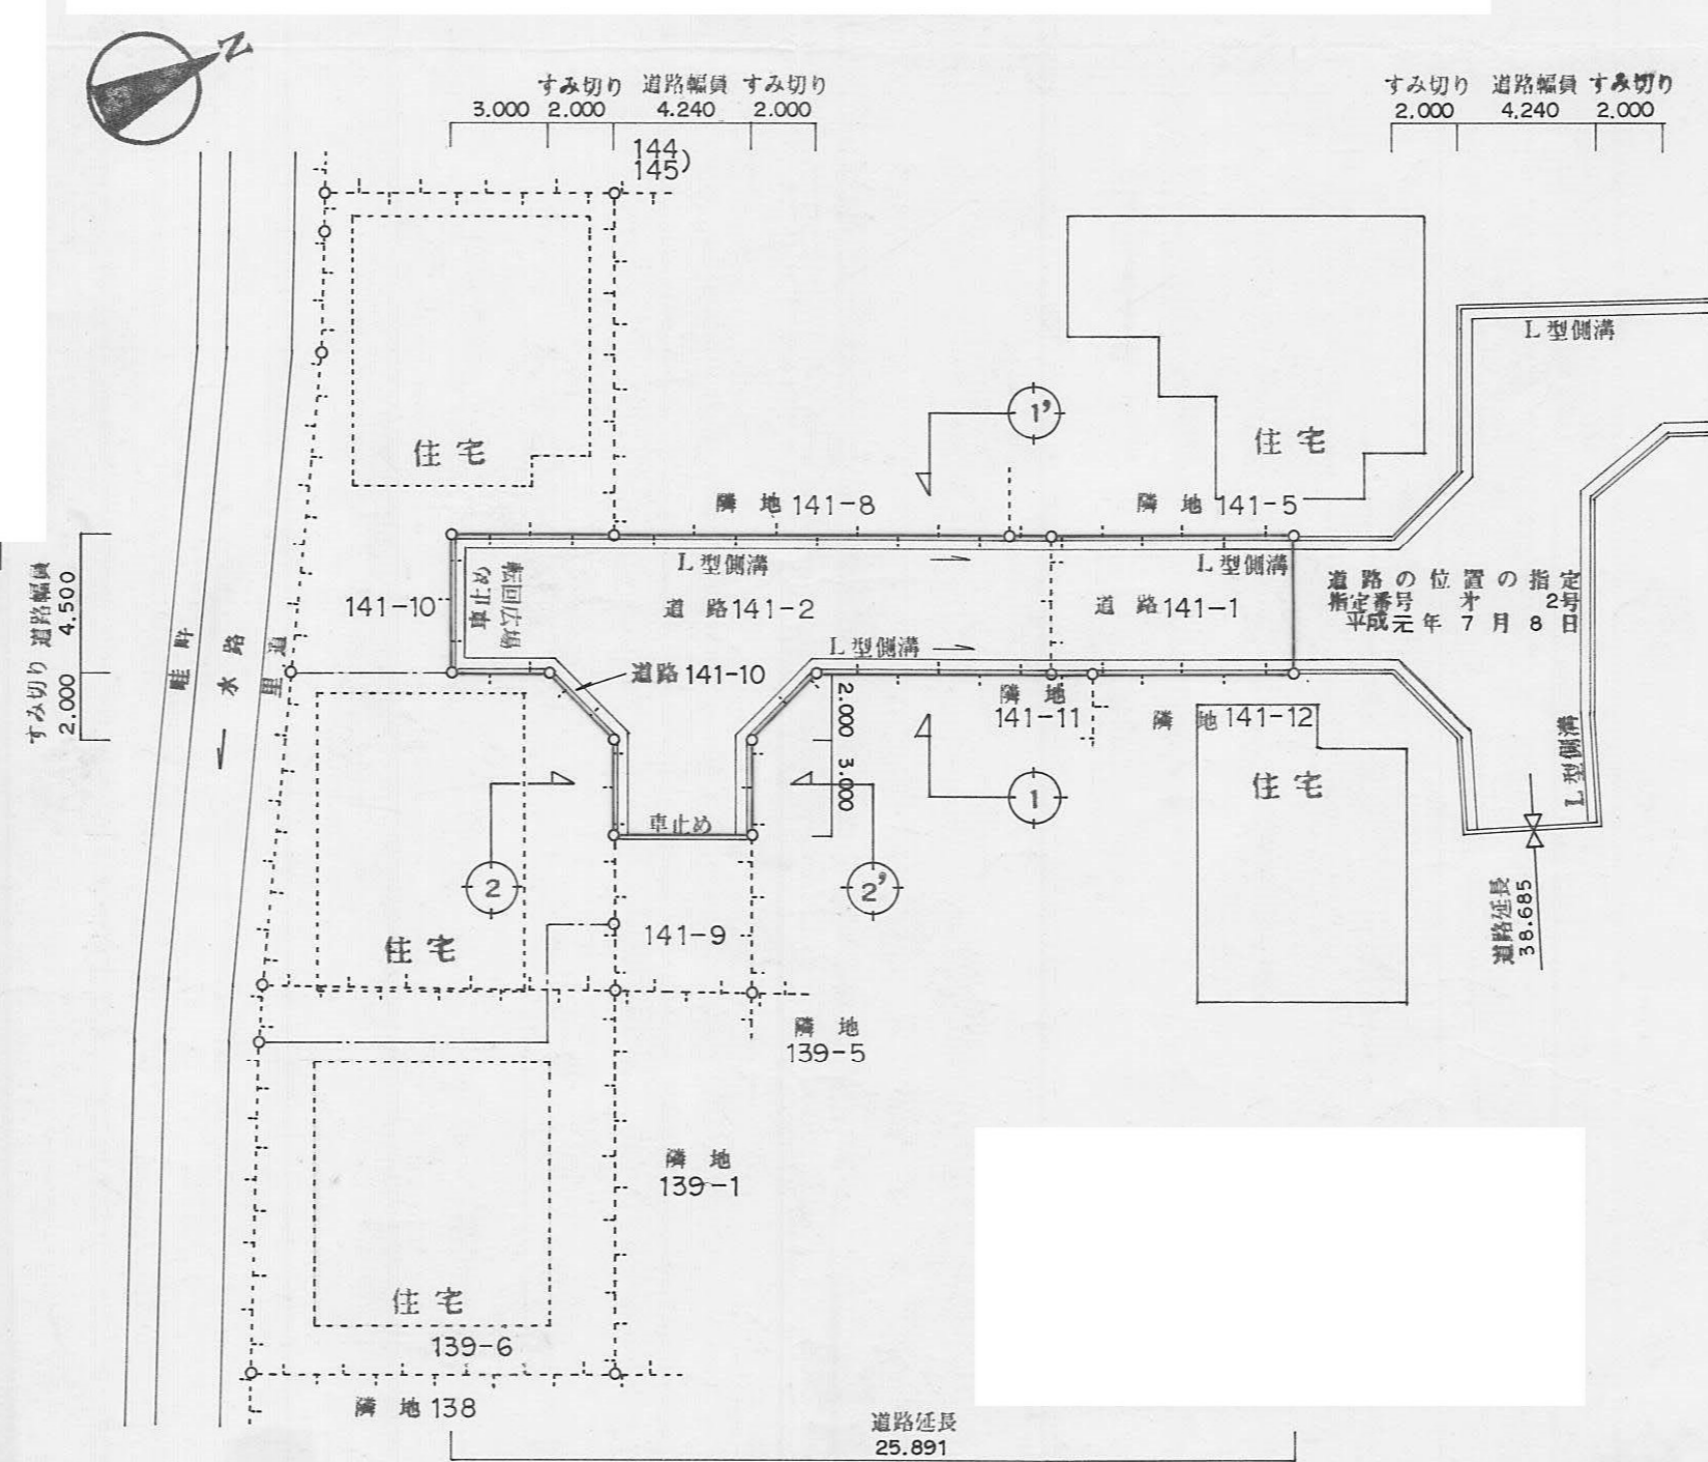 N
すみ切り 道路幅員 すみ切り
3.000 2.000 4.240 2.000
すみ切り 道路幅員 すみ切り
2.000 4.240 2.000
144
145)
住宅
1'
住宅
隣地 141-8
隣地 141-5
すみ切り 道路幅員
2.000 4.500
141-10
車止め
転回広場
L型側溝
道路 141-2
L型側溝
L型側溝
道路 141-1
L型側溝
道路の位置の指定
指定番号 才 2号
平成元年7月8日
道路 141-10
畦畔
水路
里道
2.000 3.000
隣地
141-11
隣地 141-12
住宅
車止め
1
2
2'
L型側溝
道路延長
38.685
住宅
141-9
隣地
139-5
隣地
139-1
住宅
139-6
隣地 138
道路延長
25.891